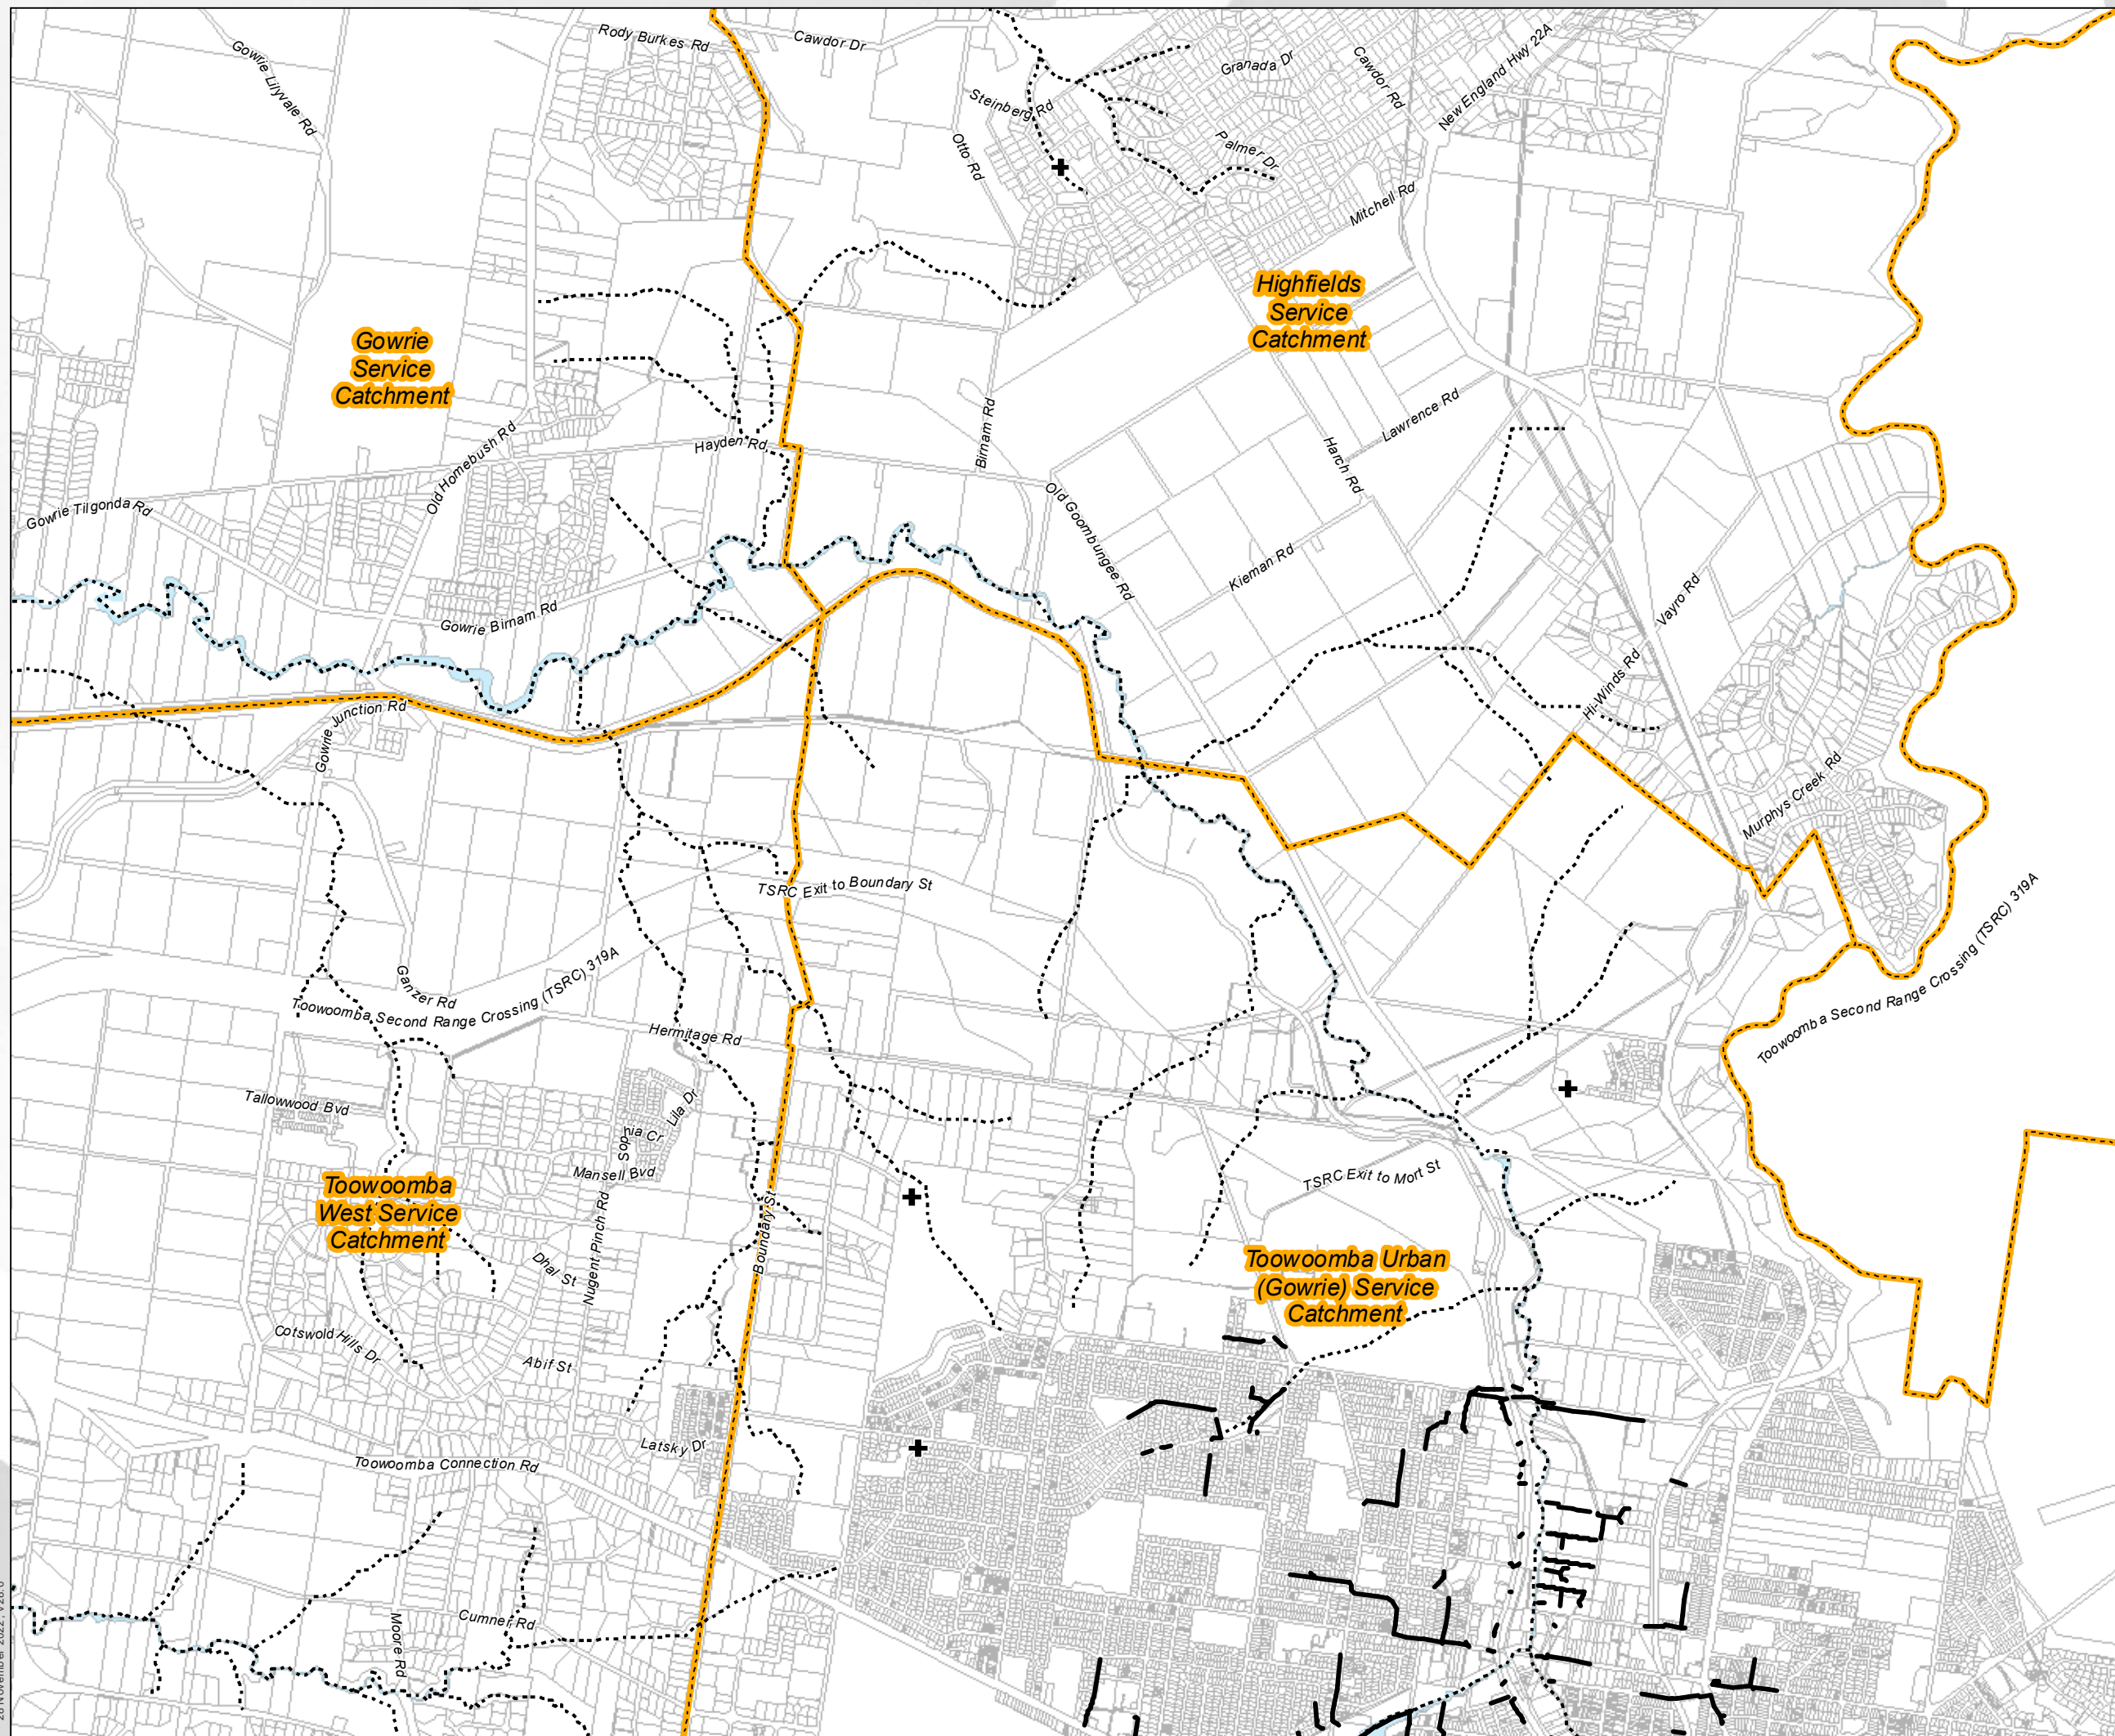 Rody Burkes Rd
Cawdor Dr
Gowrie Lilyvale Rd
Granada Dr
Cawdor Rd
New England Hwy 22A
Steinberg Rd
Otto Rd
Palmer Dr
Mitchell Rd
Highfields
Service
Catchment
Gowrie
Service
Catchment
Lawrence Rd
Birnam Rd
Old Homebush Rd
Hayden Rd
Harch Rd
Gowrie Tilgonda Rd
Old Goombungee Rd
Kieman Rd
Vayro Rd
Gowrie Birnam Rd
Hi-Winds Rd
Gowrie Junction Rd
Murphys Creek Rd
TSRC Exit to Boundary St
Toowoomba Second Range Crossing (TSRC) 319A
Ganzer Rd
Toowoomba Second Range Crossing (TSRC) 319A
Hermitage Rd
Tallowwood Bvd
Lila Dr
Sophia Cr
Mansell Bvd
TSRC Exit to Mort St
Toowoomba
West Service
Catchment
Nugent Pinch Rd
Boundary St
Dhal St
Toowoomba Urban
(Gowrie) Service
Catchment
Cotswold Hills Dr
Abif St
Latsky Dr
Toowoomba Connection Rd
Cumner Rd
Moore Rd